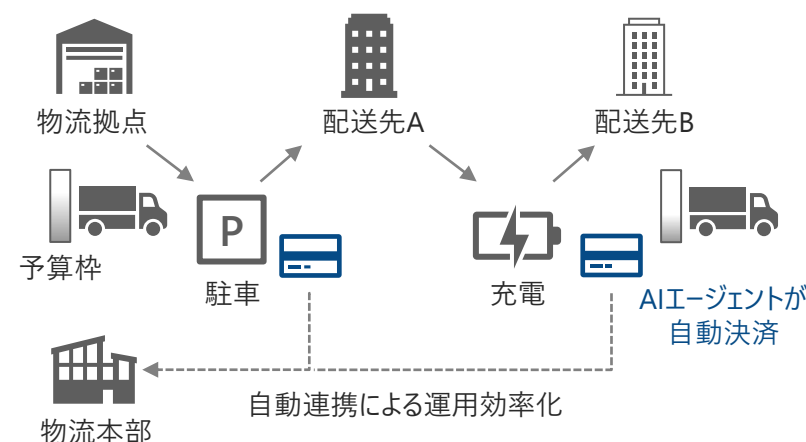 物流拠点
配送先A
配送先B
P
予算枠
駐車
充電
AIエージェントが
自動決済
自動連携による運用効率化
物流本部